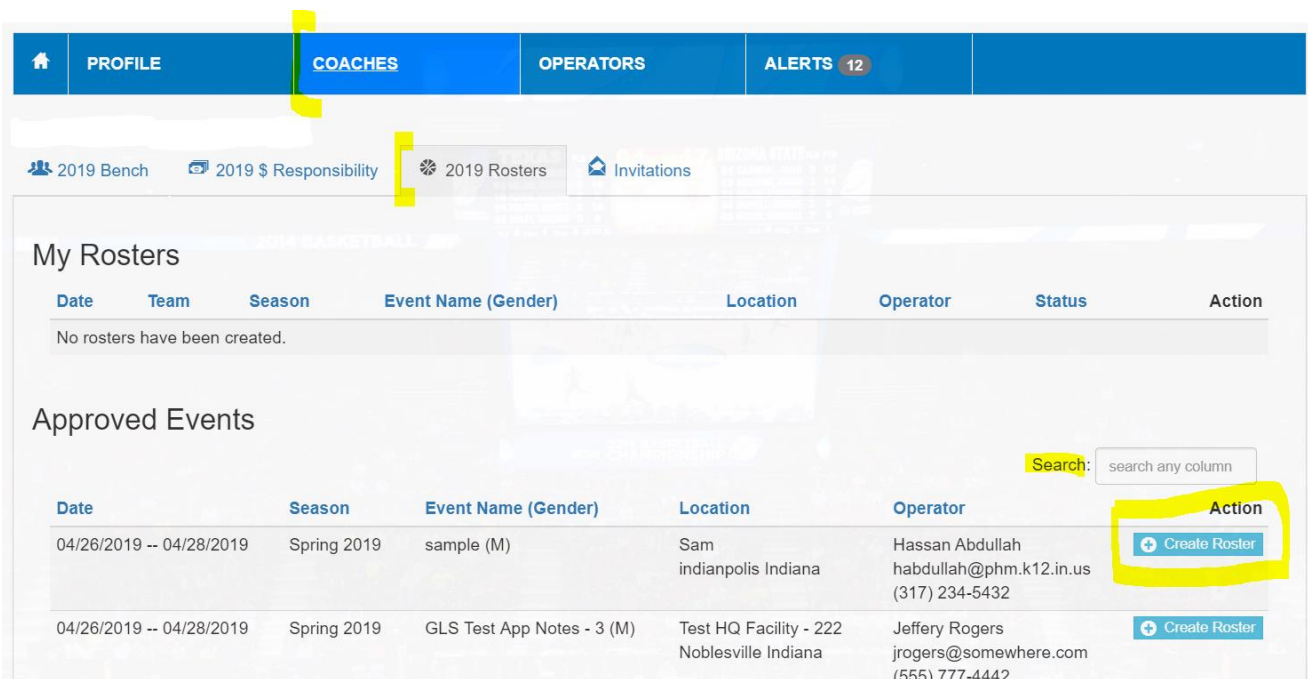 PROFILE COACHES OPERATORS ALERTS 12
2019 Bench 2019 $ Responsibility 2019 Rosters Invitations
My Rosters
Date Team Season Event Name (Gender) Location Operator Status Action
No rosters have been created.
Approved Events
Search: search any column
Date Season Event Name (Gender) Location Operator Action
04/26/2019 -- 04/28/2019 Spring 2019 sample (M) Sam Hassan Abdullah Create Roster
indianpolis Indiana habdullah@phm.k12.in.us
(317) 234-5432
04/26/2019 -- 04/28/2019 Spring 2019 GLS Test App Notes - 3 (M) Test HQ Facility - 222 Jeffery Rogers Create Roster
Noblesville Indiana jrogers@somewhere.com
(555) 777-4442